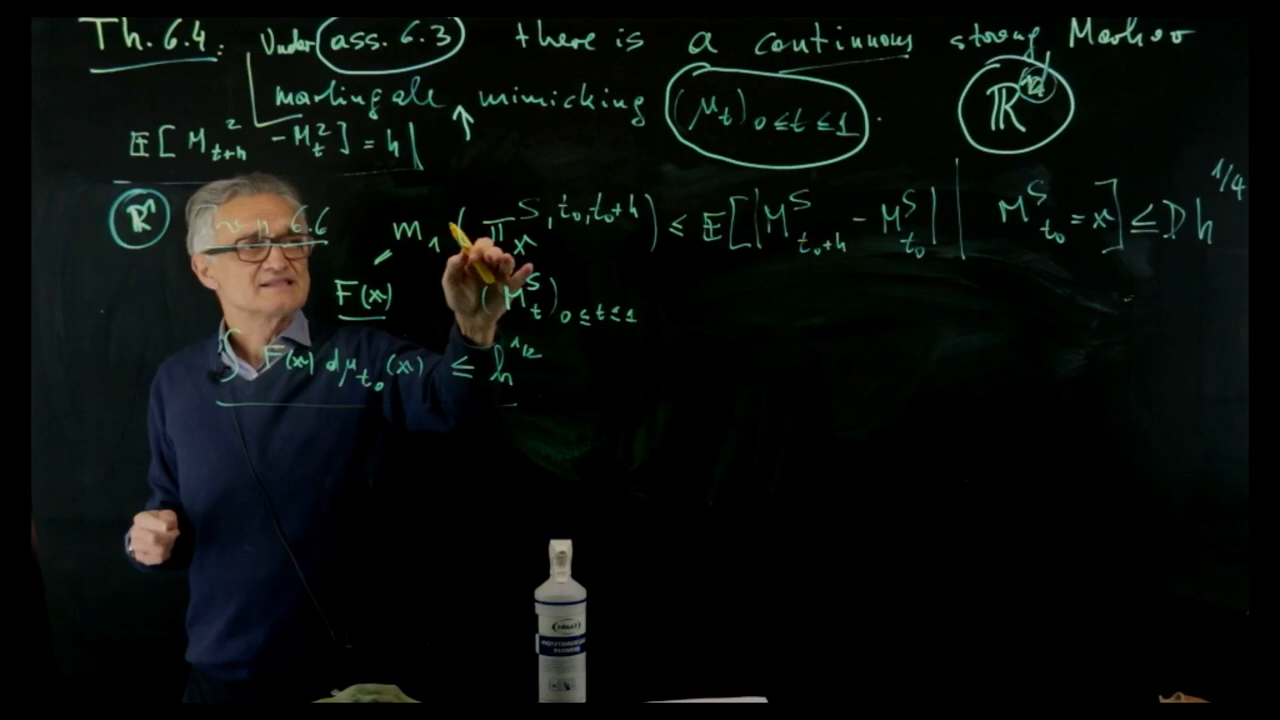 Th. 6.4. Under ass. 6.3 there is a continuous strong Markov
martingale mimicking (μ_t)_{0≤t≤1}. ℝ
E[M²_{t+h} - M²_t] = h
ℝ¹ 6.6 m_1(π_x^{S,t_0,t_0+h}) ≤ E[|M^S_{t_0+h} - M^S_{t_0}| | M^S_{t_0} = x] ≤ D h^{1/4}
F(x) (M^S_t)_{0≤t≤1}
∫ F(x) dμ_{t_0}(x) ≤ h^{1/2}